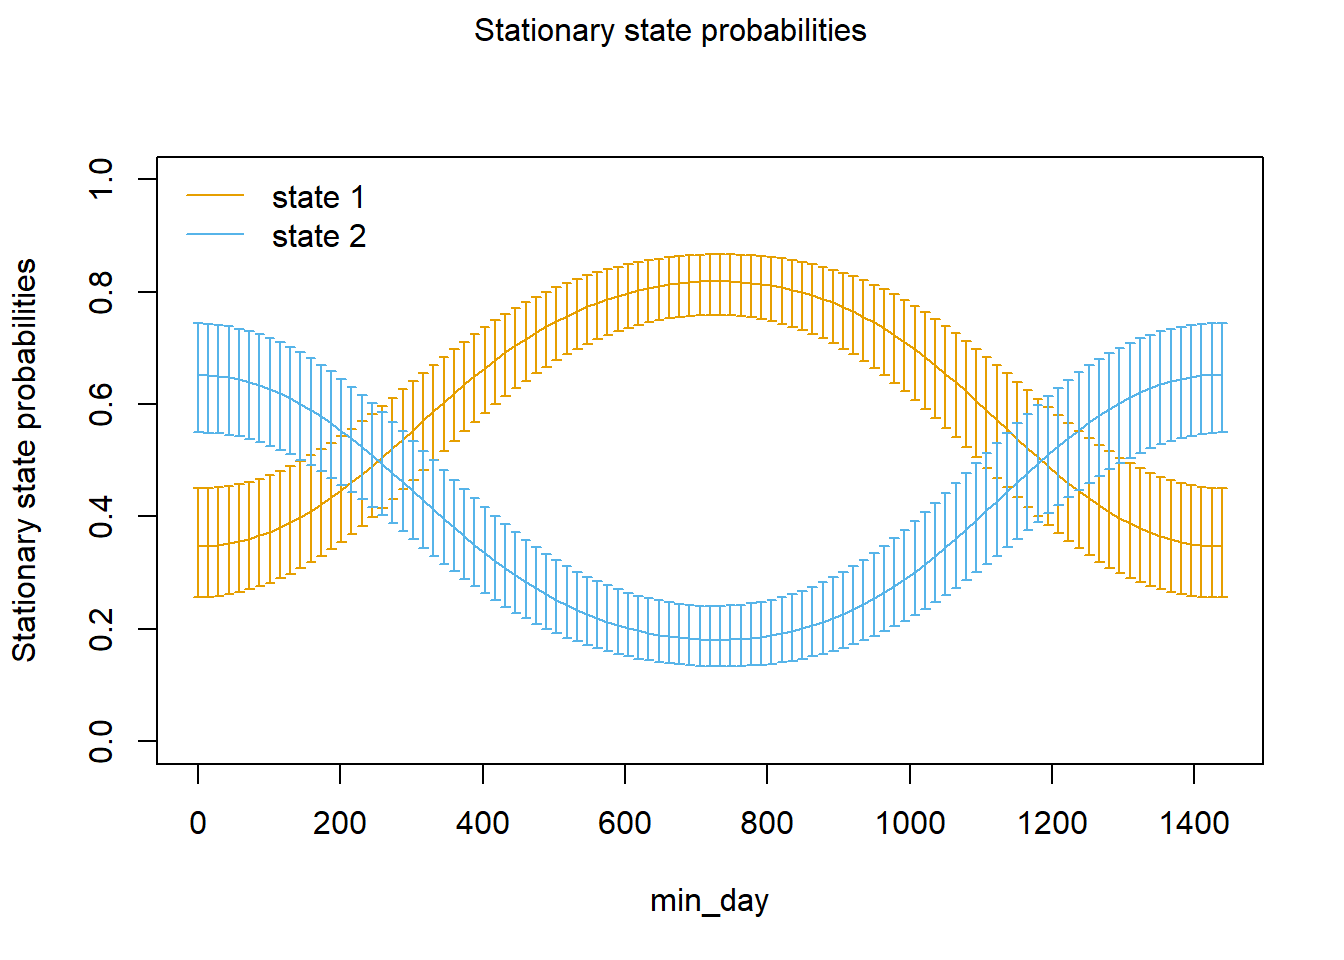 Stationary state probabilities
Stationary state probabilities
1.0
0.8
0.6
0.4
0.2
0.0
state 1
state 2
0 200 400 600 800 1000 1200 1400
min_day